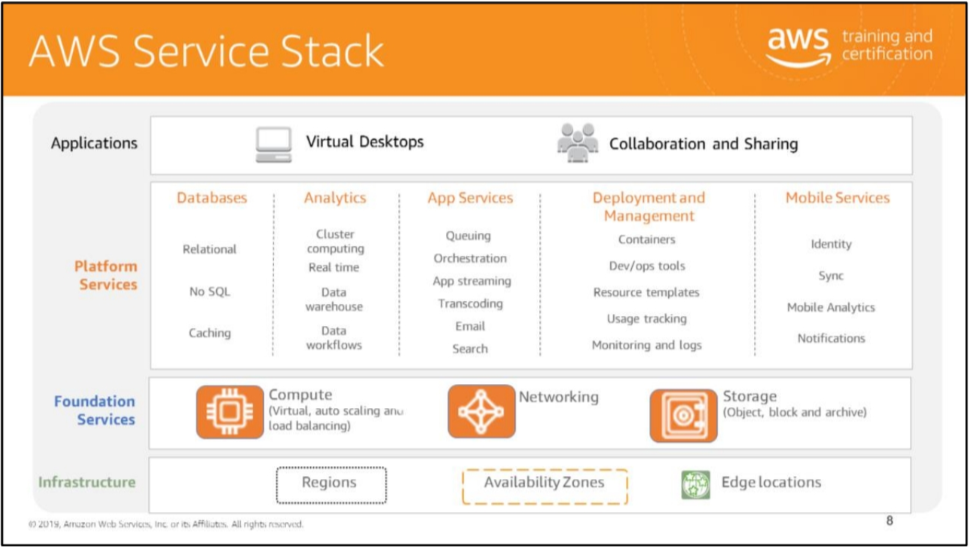 AWS Service Stack
aws training and
certification
Applications
Virtual Desktops
Collaboration and Sharing
Platform
Services
Databases
Relational
No SQL
Caching
Analytics
Cluster
computing
Real time
Data
warehouse
Data
workflows
App Services
Queuing
Orchestration
App streaming
Transcoding
Email
Search
Deployment and
Management
Containers
Dev/ops tools
Resource templates
Usage tracking
Monitoring and logs
Mobile Services
Identity
Sync
Mobile Analytics
Notifications
Foundation
Services
Compute
(Virtual, auto scaling and
load balancing)
Networking
Storage
(Object, block and archive)
Infrastructure
Regions
Availability Zones
Edge locations
© 2019, Amazon Web Services, Inc. or its Affiliates. All rights reserved.
8